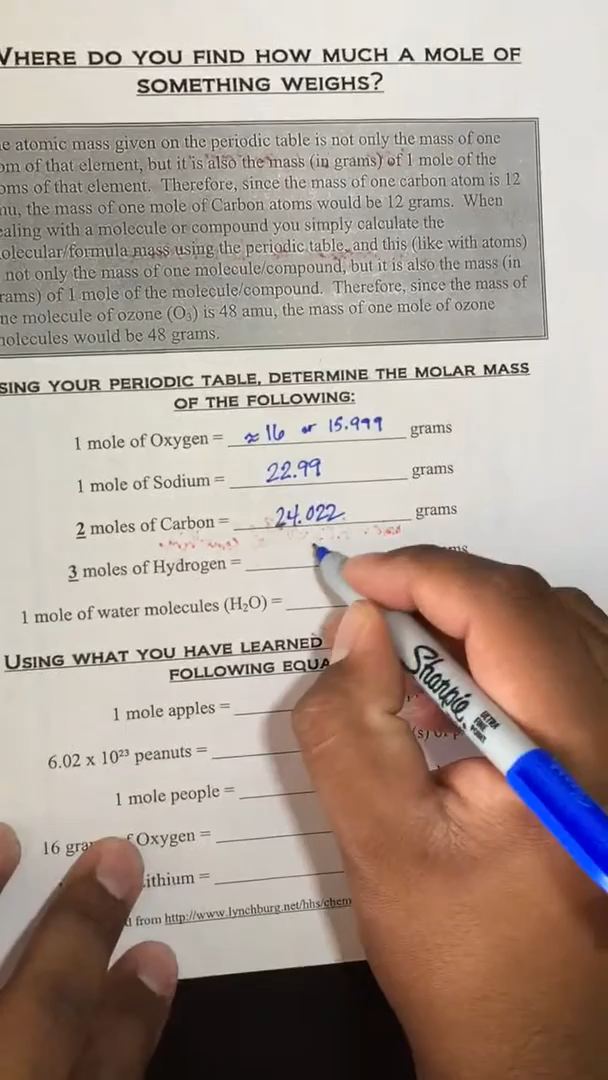 WHERE DO YOU FIND HOW MUCH A MOLE OF
SOMETHING WEIGHS?
e atomic mass given on the periodic table is not only the mass of one
om of that element, but it is also the mass (in grams) of 1 mole of the
oms of that element. Therefore, since the mass of one carbon atom is 12
mu, the mass of one mole of Carbon atoms would be 12 grams. When
ealing with a molecule or compound you simply calculate the
olecular/formula mass using the periodic table, and this (like with atoms)
not only the mass of one molecule/compound, but it is also the mass (in
rams) of 1 mole of the molecule/compound. Therefore, since the mass of
ne molecule of ozone (O₃) is 48 amu, the mass of one mole of ozone
nolecules would be 48 grams.
SING YOUR PERIODIC TABLE, DETERMINE THE MOLAR MASS
OF THE FOLLOWING:
1 mole of Oxygen = ≈ 16 or 15.999 grams
1 mole of Sodium = 22.99 grams
2 moles of Carbon = 24.022 grams
3 moles of Hydrogen = ms
1 mole of water molecules (H₂O) =
USING WHAT YOU HAVE LEARNED
FOLLOWING EQUA
1 mole apples =
6.02 x 10²³ peanuts =
1 mole people =
16 gra f Oxygen =
ithium =
d from http://www.lynchburg.net/hhs/chem
Sharpie
ULTRA
FINE
POINT